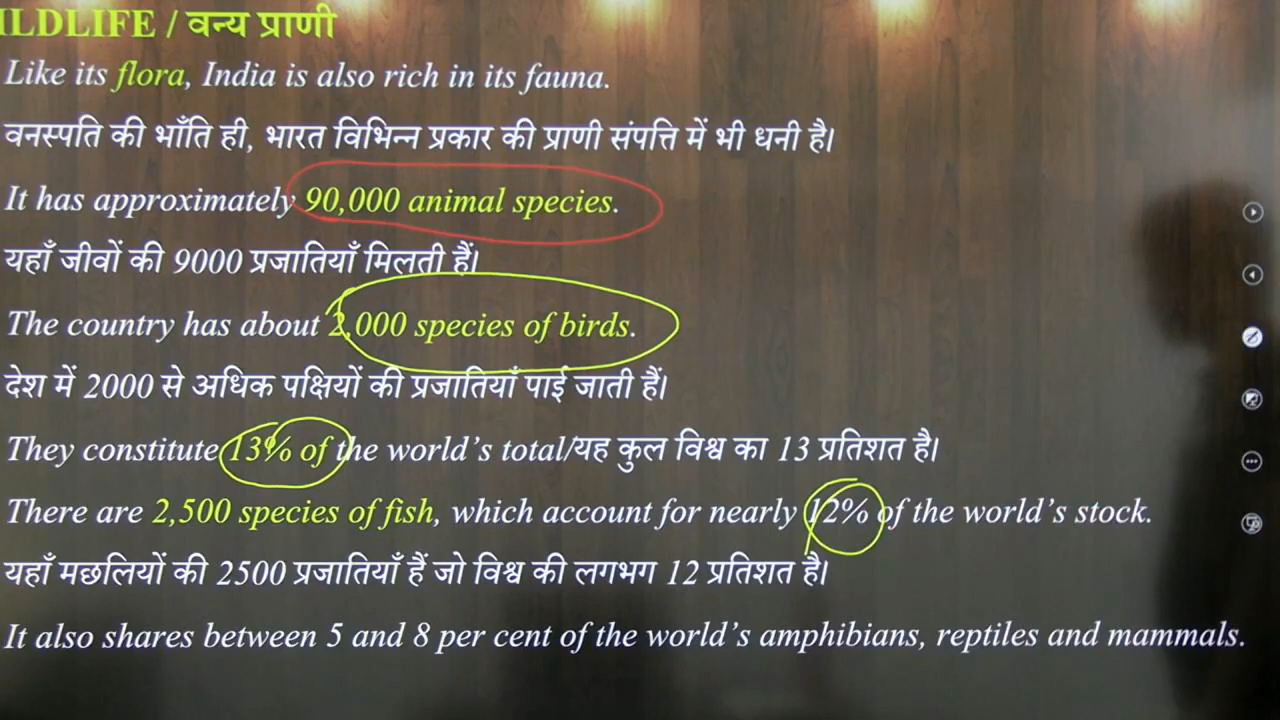 ILDLIFE / वन्य प्राणी
Like its flora, India is also rich in its fauna.
वनस्पति की भाँति ही, भारत विभिन्न प्रकार की प्राणी संपत्ति में भी धनी है।
It has approximately 90,000 animal species.
यहाँ जीवों की 9000 प्रजातियाँ मिलती हैं।
The country has about 2,000 species of birds.
देश में 2000 से अधिक पक्षियों की प्रजातियाँ पाई जाती हैं।
They constitute 13% of the world's total/यह कुल विश्व का 13 प्रतिशत है।
There are 2,500 species of fish, which account for nearly 12% of the world's stock.
यहाँ मछलियों की 2500 प्रजातियाँ हैं जो विश्व की लगभग 12 प्रतिशत है।
It also shares between 5 and 8 per cent of the world's amphibians, reptiles and mammals.